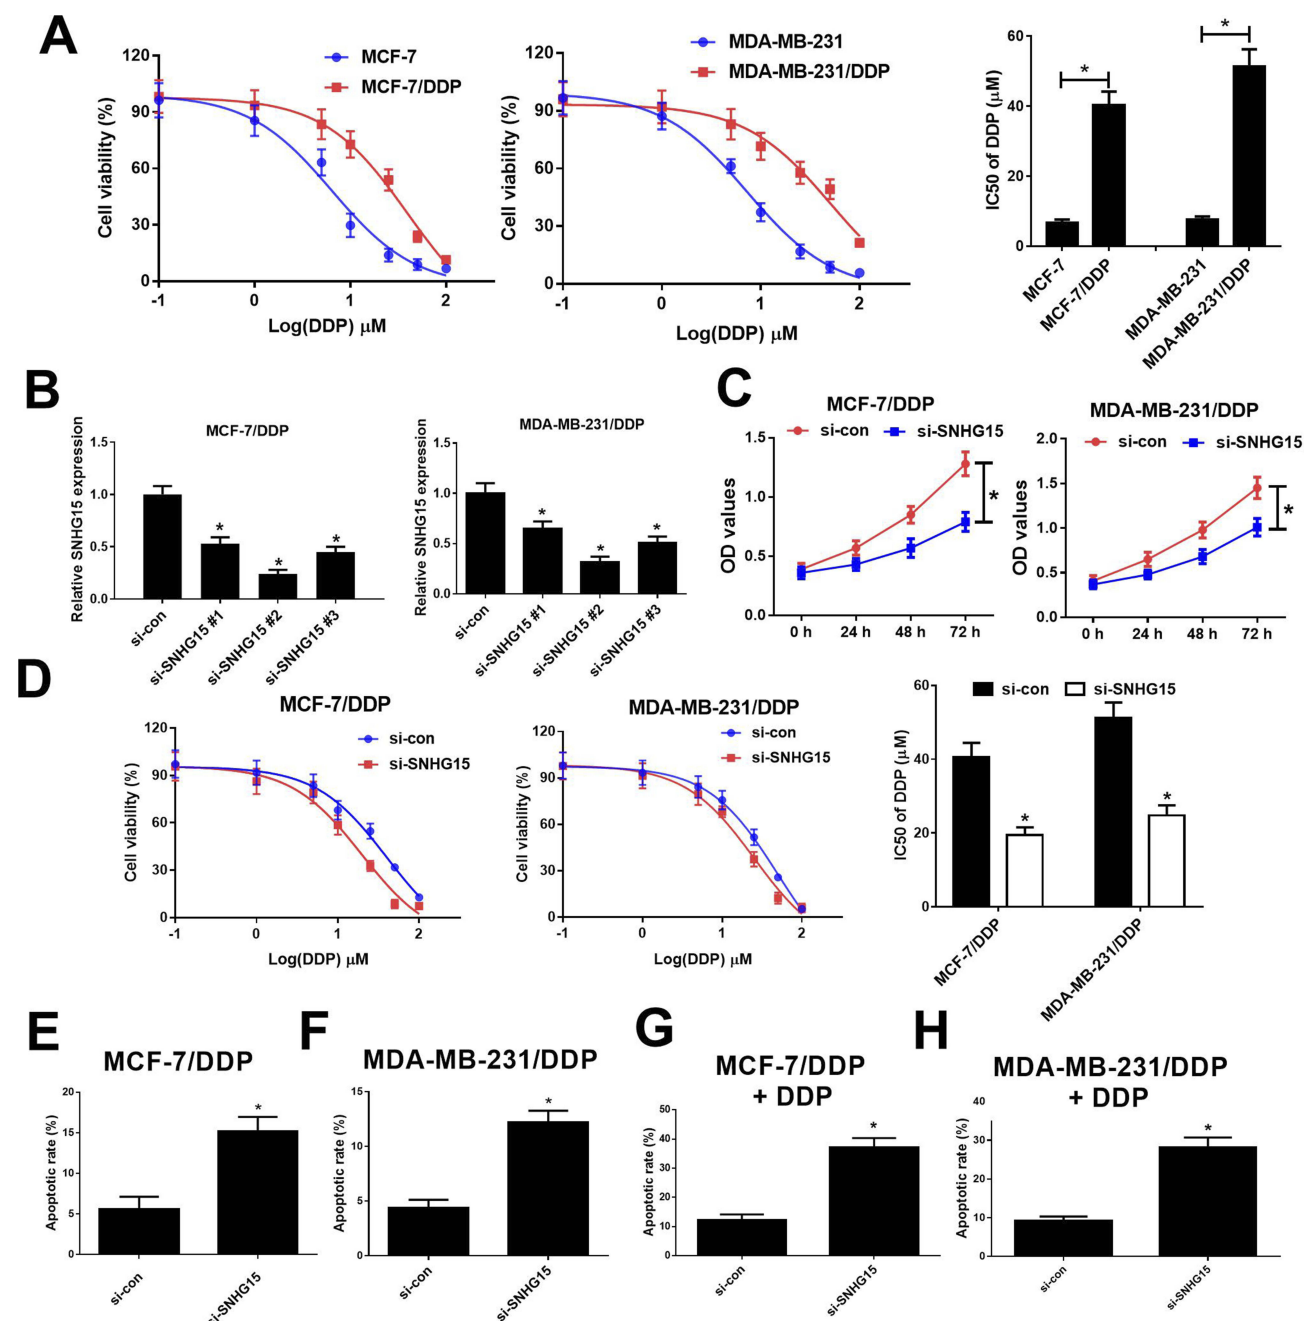 A
120
90
60
30
0
-1
0
1
2
Cell viability (%)
Log(DDP) μM
MCF-7
MCF-7/DDP
120
90
60
30
0
-1
0
1
2
Cell viability (%)
Log(DDP) μM
MDA-MB-231
MDA-MB-231/DDP
60
40
20
0
IC50 of DDP (μM)
*
*
MCF-7
MCF-7/DDP
MDA-MB-231
MDA-MB-231/DDP
B
MCF-7/DDP
Relative SNHG15 expression
1.5
1.0
0.5
0.0
*
*
*
si-con
si-SNHG15 #1
si-SNHG15 #2
si-SNHG15 #3
MDA-MB-231/DDP
Relative SNHG15 expression
1.5
1.0
0.5
0.0
*
*
*
si-con
si-SNHG15 #1
si-SNHG15 #2
si-SNHG15 #3
C
MCF-7/DDP
si-con
si-SNHG15
OD values
1.5
1.0
0.5
0.0
*
0 h
24 h
48 h
72 h
MDA-MB-231/DDP
si-con
si-SNHG15
OD values
2.0
1.5
1.0
0.5
0.0
*
0 h
24 h
48 h
72 h
D
MCF-7/DDP
si-con
si-SNHG15
Cell viability (%)
120
90
60
30
0
-1
0
1
2
Log(DDP) μM
MDA-MB-231/DDP
si-con
si-SNHG15
Cell viability (%)
120
90
60
30
0
-1
0
1
2
Log(DDP) μM
si-con
si-SNHG15
IC50 of DDP (μM)
60
40
20
0
*
*
MCF-7/DDP
MDA-MB-231/DDP
E
MCF-7/DDP
Apoptotic rate (%)
20
15
10
5
0
*
si-con
si-SNHG15
F
MDA-MB-231/DDP
Apoptotic rate (%)
15
10
5
0
*
si-con
si-SNHG15
G
MCF-7/DDP
+ DDP
Apoptotic rate (%)
50
40
30
20
10
0
*
si-con
si-SNHG15
H
MDA-MB-231/DDP
+ DDP
Apoptotic rate (%)
40
30
20
10
0
*
si-con
si-SNHG15